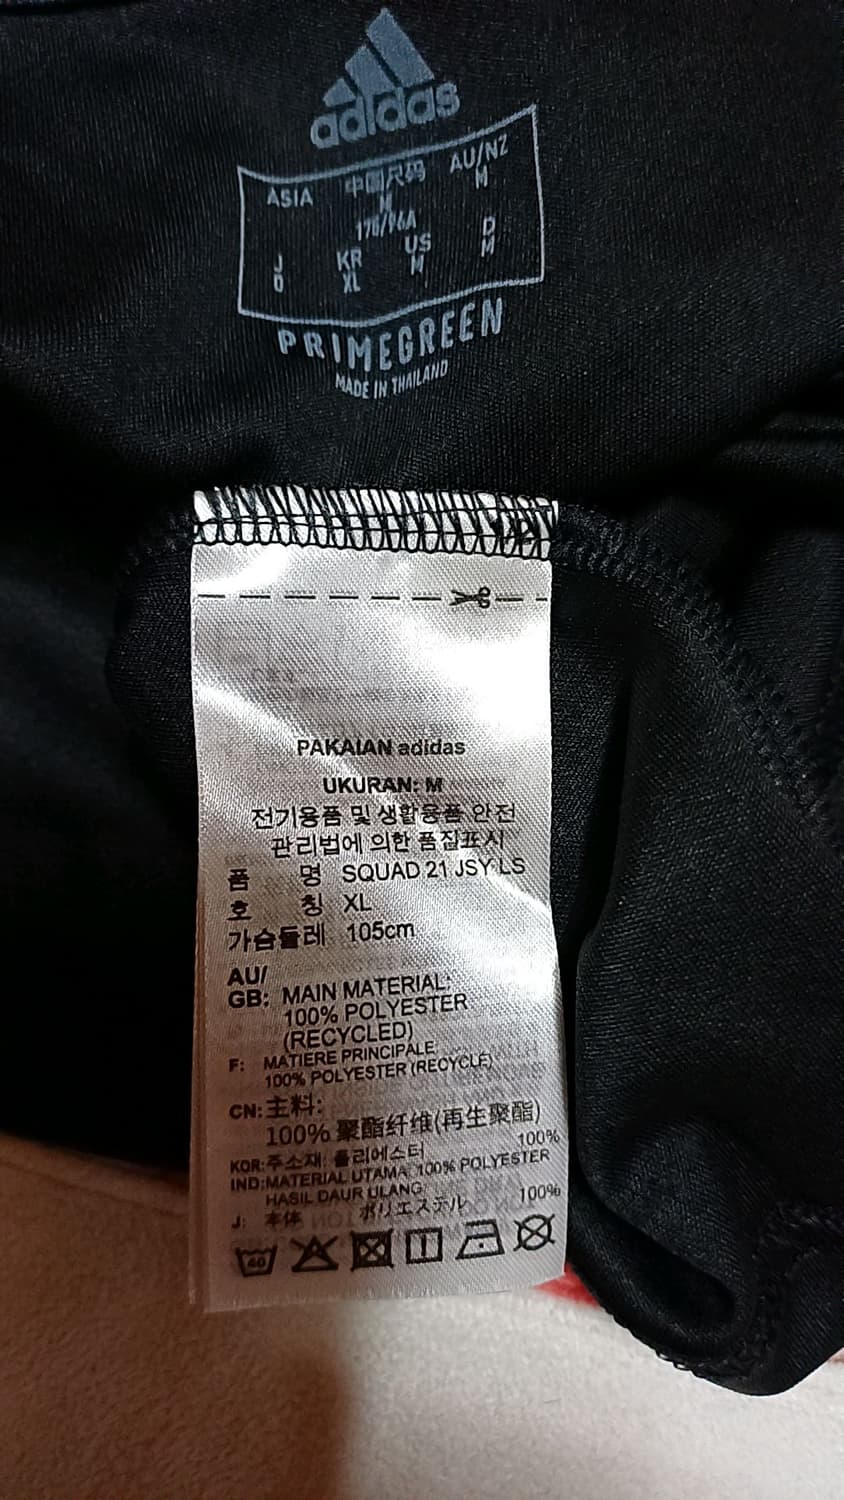 adidas
ASIA 中国尺码 AU/NZ
M M
J KR US D
O XL M M
PRIMEGREEN
MADE IN THAILAND
PAKAIAN adidas
UKURAN: M
전기용품 및 생활용품 안전
관리법에 의한 품질표시
품 명 SQUAD 21 JSY LS
호 칭 XL
가슴둘레 105cm
AU/
GB: MAIN MATERIAL:
100% POLYESTER
(RECYCLED)
F: MATIERE PRINCIPALE:
100% POLYESTER (RECYCLÉ)
CN: 主料:
100% 聚酯纤维(再生聚酯)
KOR: 주소재: 폴리에스터 100%
IND: MATERIAL UTAMA: 100% POLYESTER
HASIL DAUR ULANG
J: 本体 ポリエステル 100%
40